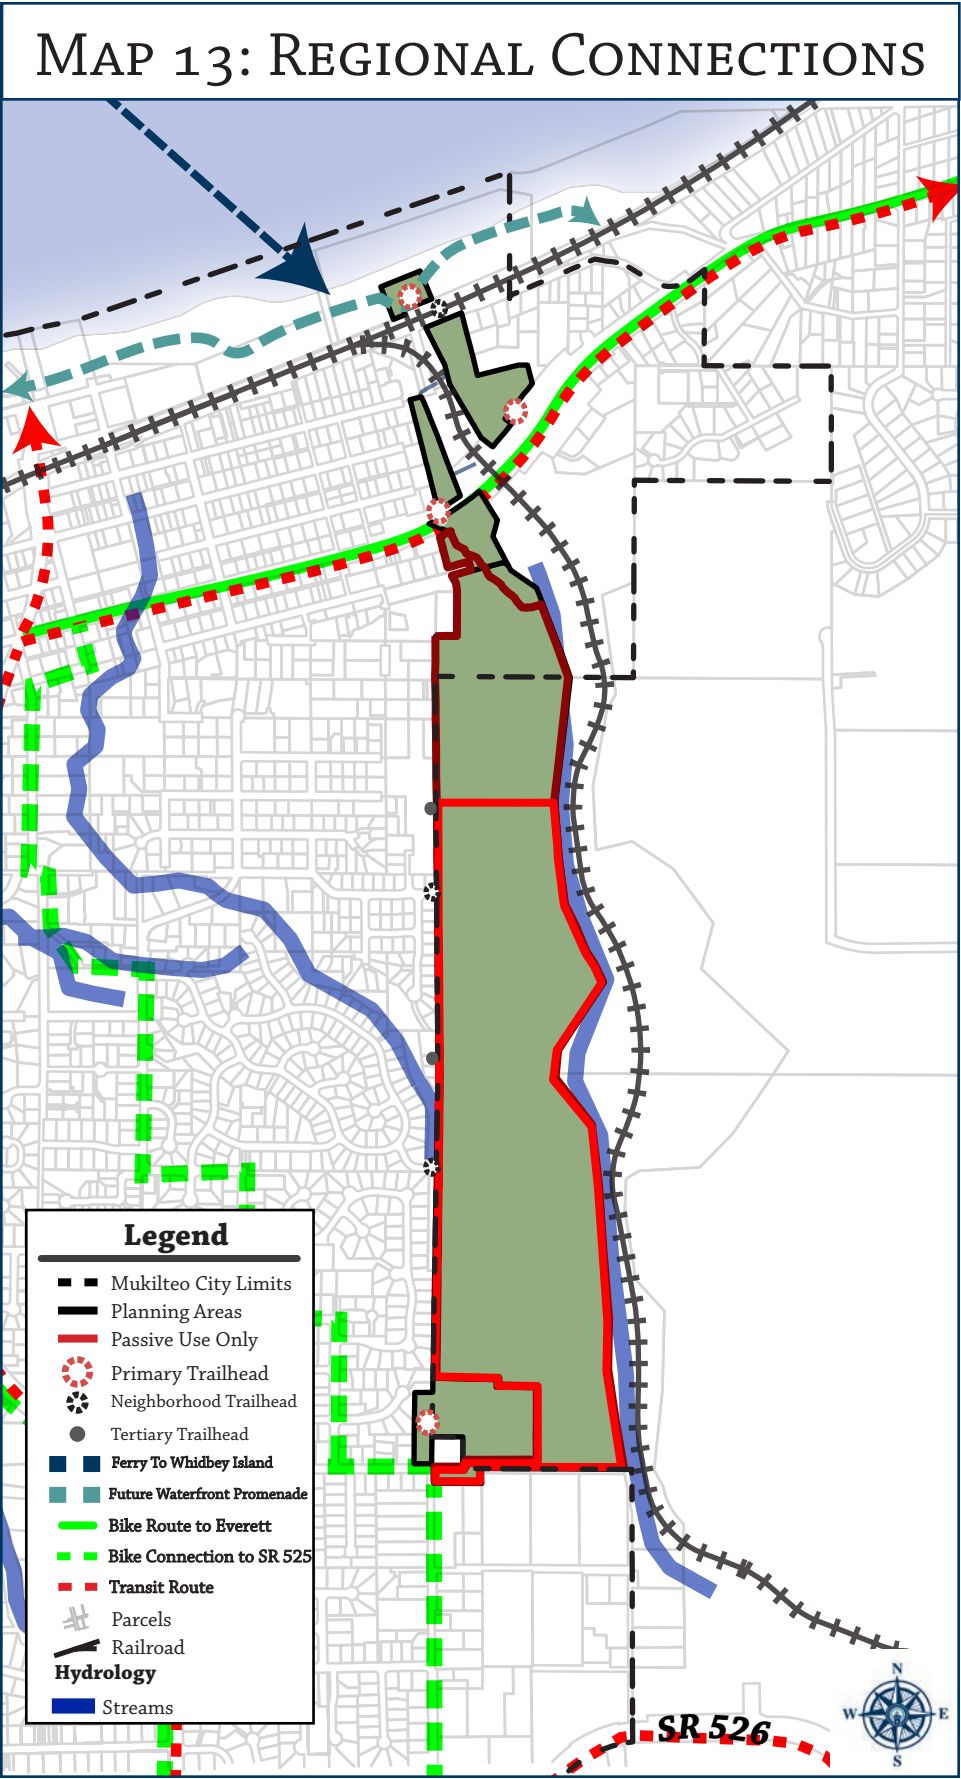 Map 13: Regional Connections
Legend
Mukilteo City Limits
Planning Areas
Passive Use Only
Primary Trailhead
Neighborhood Trailhead
Tertiary Trailhead
Ferry To Whidbey Island
Future Waterfront Promenade
Bike Route to Everett
Bike Connection to SR 525
Transit Route
Parcels
Railroad
Hydrology
Streams
SR 526
N
W E
S